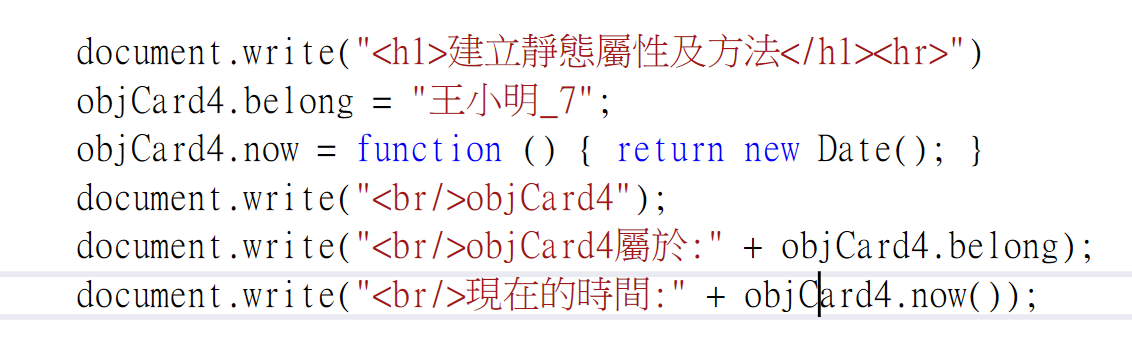 document.write("<h1>建立靜態屬性及方法</h1><hr>")
objCard4.belong = "王小明_7";
objCard4.now = function () { return new Date(); }
document.write("<br/>objCard4");
document.write("<br/>objCard4屬於:" + objCard4.belong);
document.write("<br/>現在的時間:" + objCard4.now());